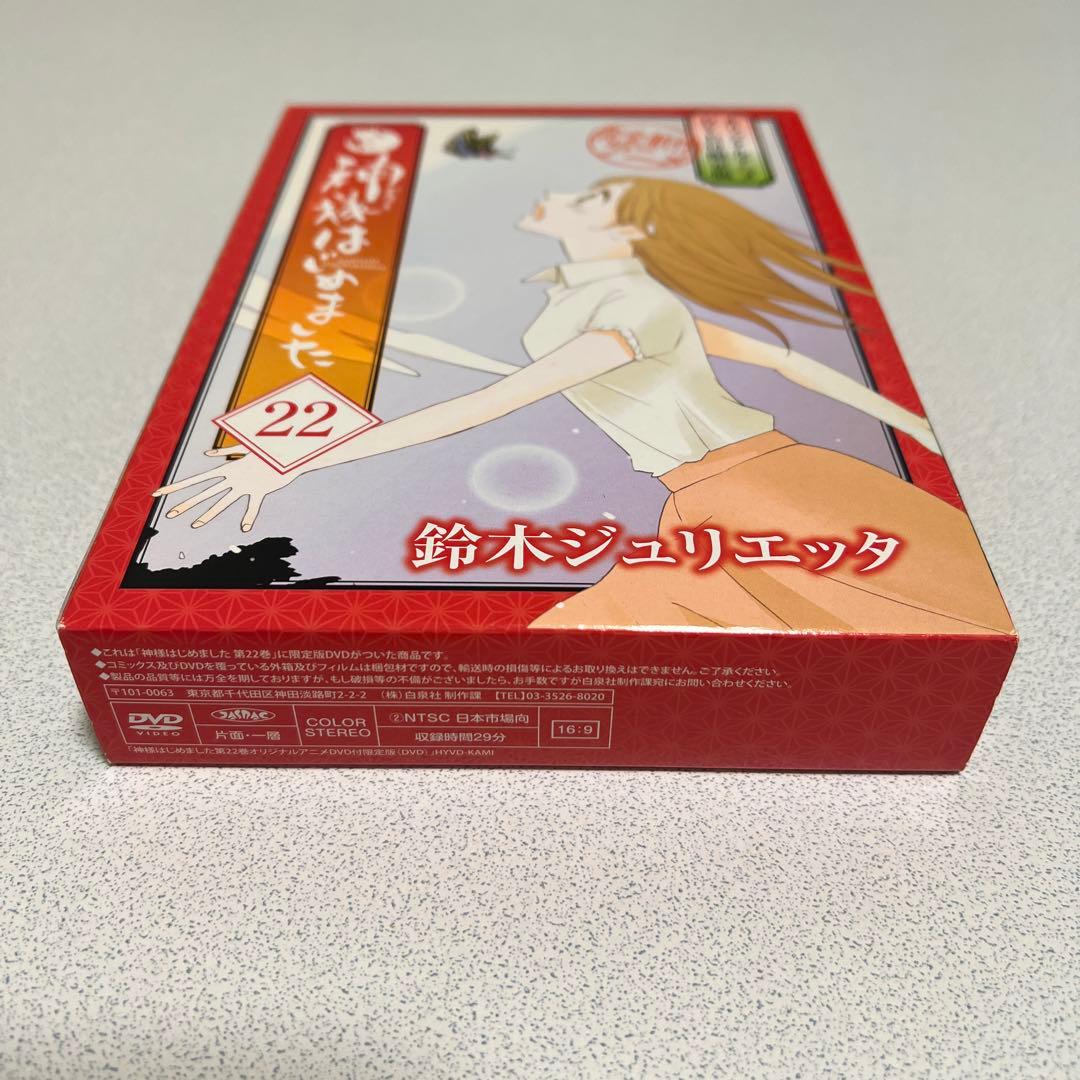 神様はじめました
22
鈴木ジュリエッタ
◆これは「神様はじめました 第22巻」に限定版DVDがついた商品です。
◆コミックス及びDVDを覆っている外箱及びフィルムは梱包材ですので、輸送時の損傷等によるお取り換えはできません。ご了承ください。
◆製品の品質等には万全を期しておりますが、もし破損等の不備がございましたら、お手数ですが白泉社制作課宛にお問い合わせください。
〒101-0063 東京都千代田区神田淡路町2-2-2 (株)白泉社 制作課 【TEL】03-3526-8020
DVD VIDEO
JASRAC
片面・一層
COLOR
STEREO
②NTSC 日本市場向
収録時間29分
16:9
「神様はじめました第22巻オリジナルアニメDVD付限定版〈DVD〉」HYVD-KAMI